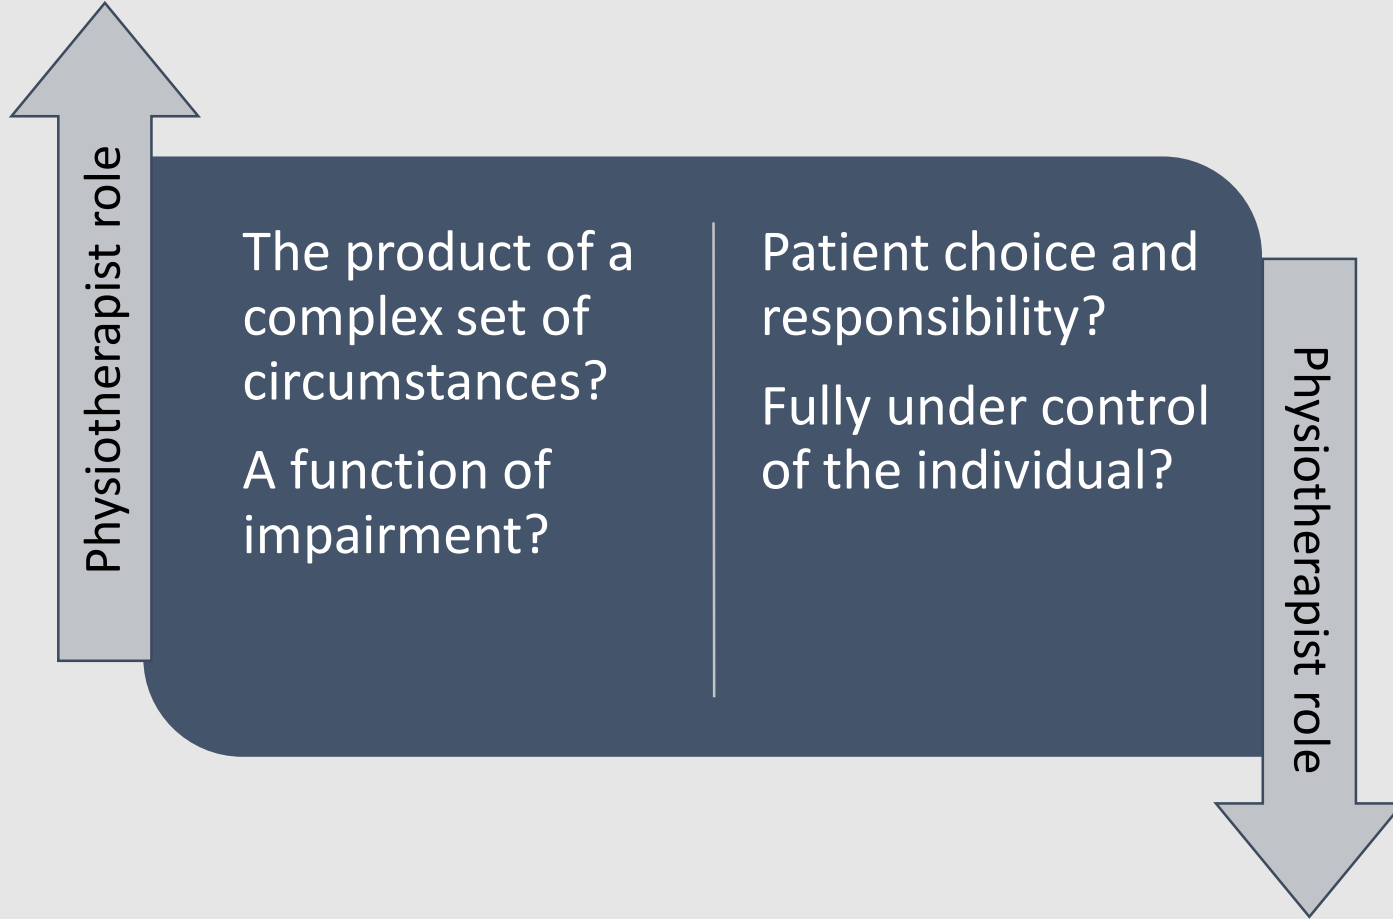 Physiotherapist role
The product of a
complex set of
circumstances?
A function of
impairment?
Patient choice and
responsibility?
Fully under control
of the individual?
Physiotherapist role